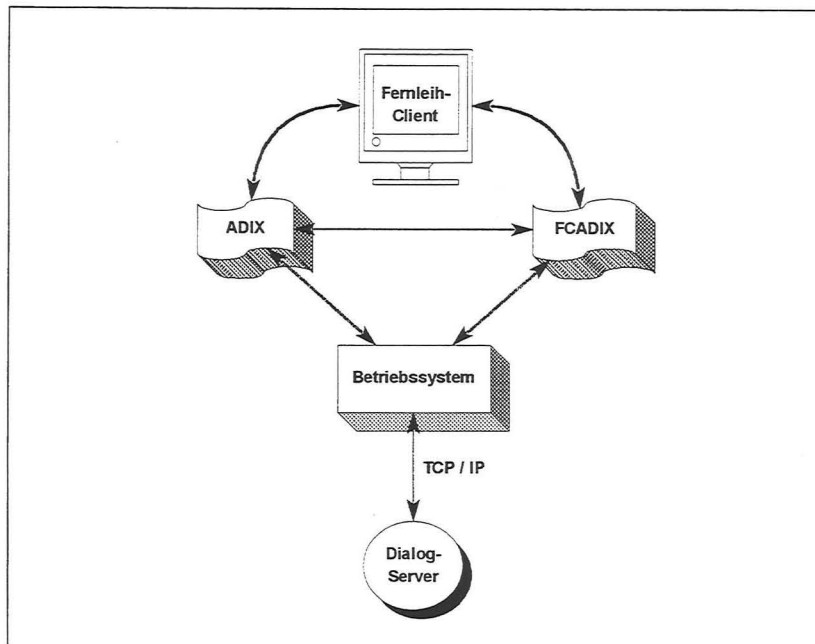 Fernleih-
Client
ADIX
FCADIX
Betriebssystem
TCP / IP
Dialog-
Server